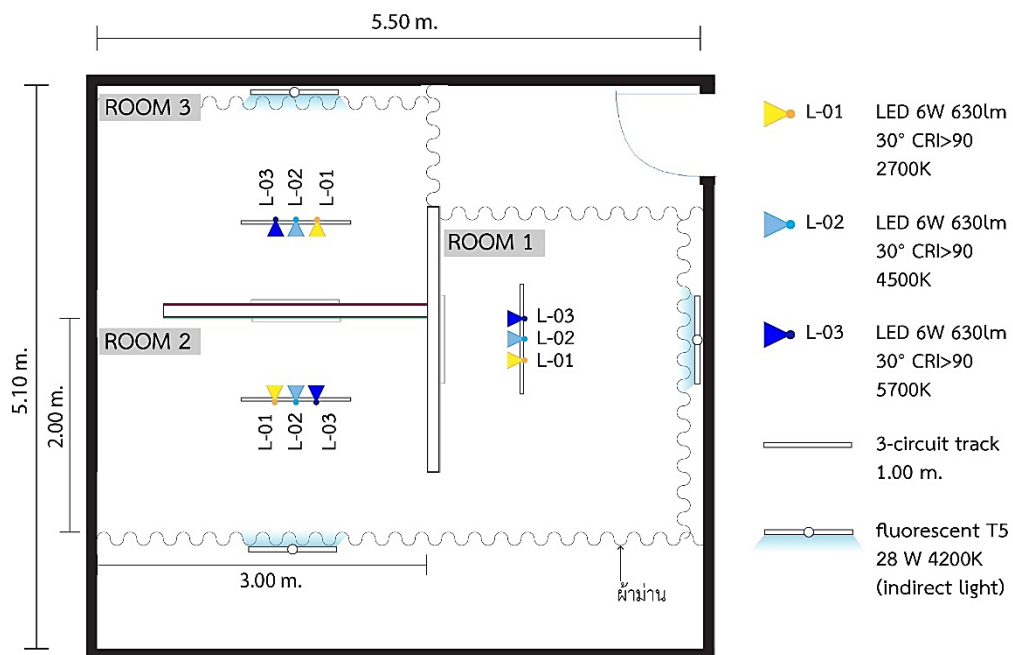 5.50 m.
ROOM 3
L-03
L-02
L-01
ROOM 1
L-03
L-02
L-01
ROOM 2
L-01
L-02
L-03
5.10 m.
2.00 m.
3.00 m.
ผ้าม่าน
L-01 LED 6W 630lm
30° CRI>90
2700K
L-02 LED 6W 630lm
30° CRI>90
4500K
L-03 LED 6W 630lm
30° CRI>90
5700K
3-circuit track
1.00 m.
fluorescent T5
28 W 4200K
(indirect light)